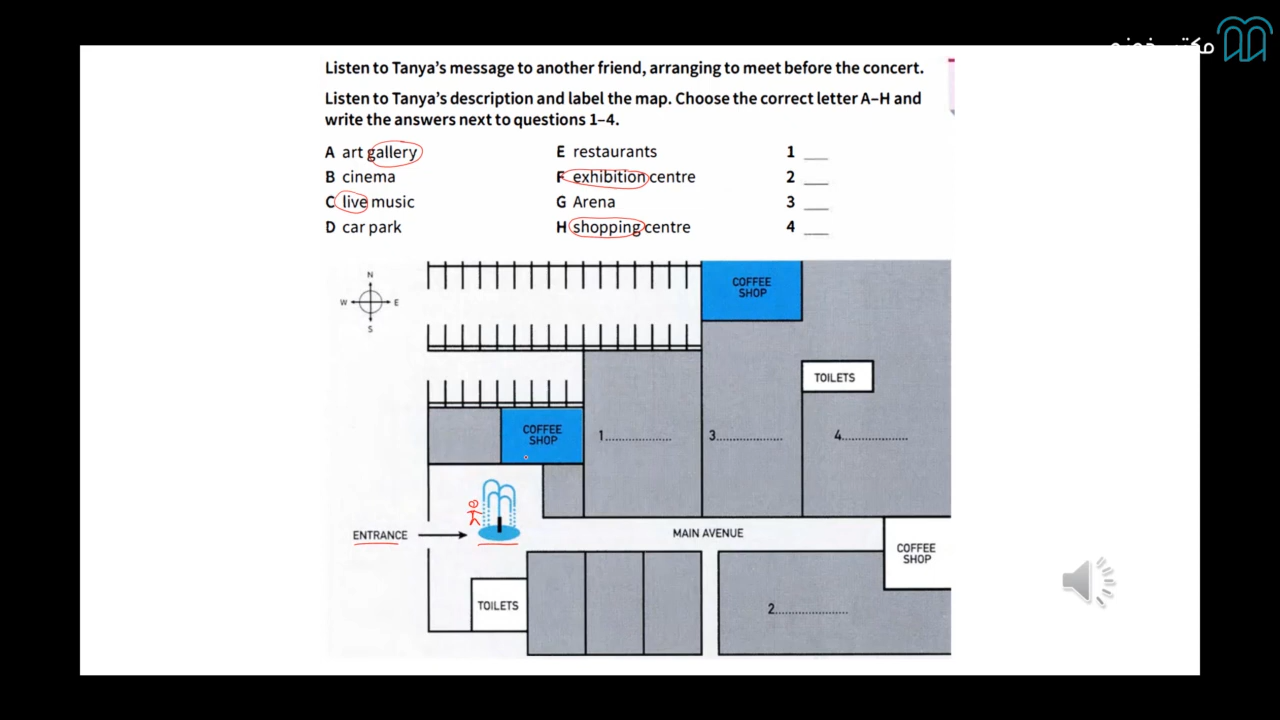 Listen to Tanya's message to another friend, arranging to meet before the concert.
Listen to Tanya's description and label the map. Choose the correct letter A–H and
write the answers next to questions 1–4.
A art gallery
B cinema
C live music
D car park
E restaurants
F exhibition centre
G Arena
H shopping centre
1 ___
2 ___
3 ___
4 ___
N
W E
S
COFFEE
SHOP
TOILETS
COFFEE
SHOP
1....................
3....................
4....................
ENTRANCE
MAIN AVENUE
COFFEE
SHOP
TOILETS
2......................